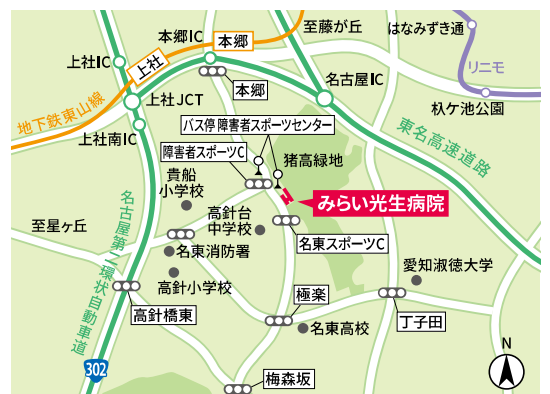 本郷IC
本郷
至藤が丘
はなみずき通
上社IC
上社
リニモ
名古屋IC
本郷
杁ケ池公園
地下鉄東山線
上社JCT
上社南IC
バス停 障害者スポーツセンター
東名高速道路
障害者スポーツC
猪高緑地
貴船
小学校
みらい光生病院
至星ヶ丘
高針台
中学校
名東スポーツC
名古屋第二環状自動車道
名東消防署
愛知淑徳大学
高針小学校
極楽
高針橋東
名東高校
丁子田
N
302
梅森坂